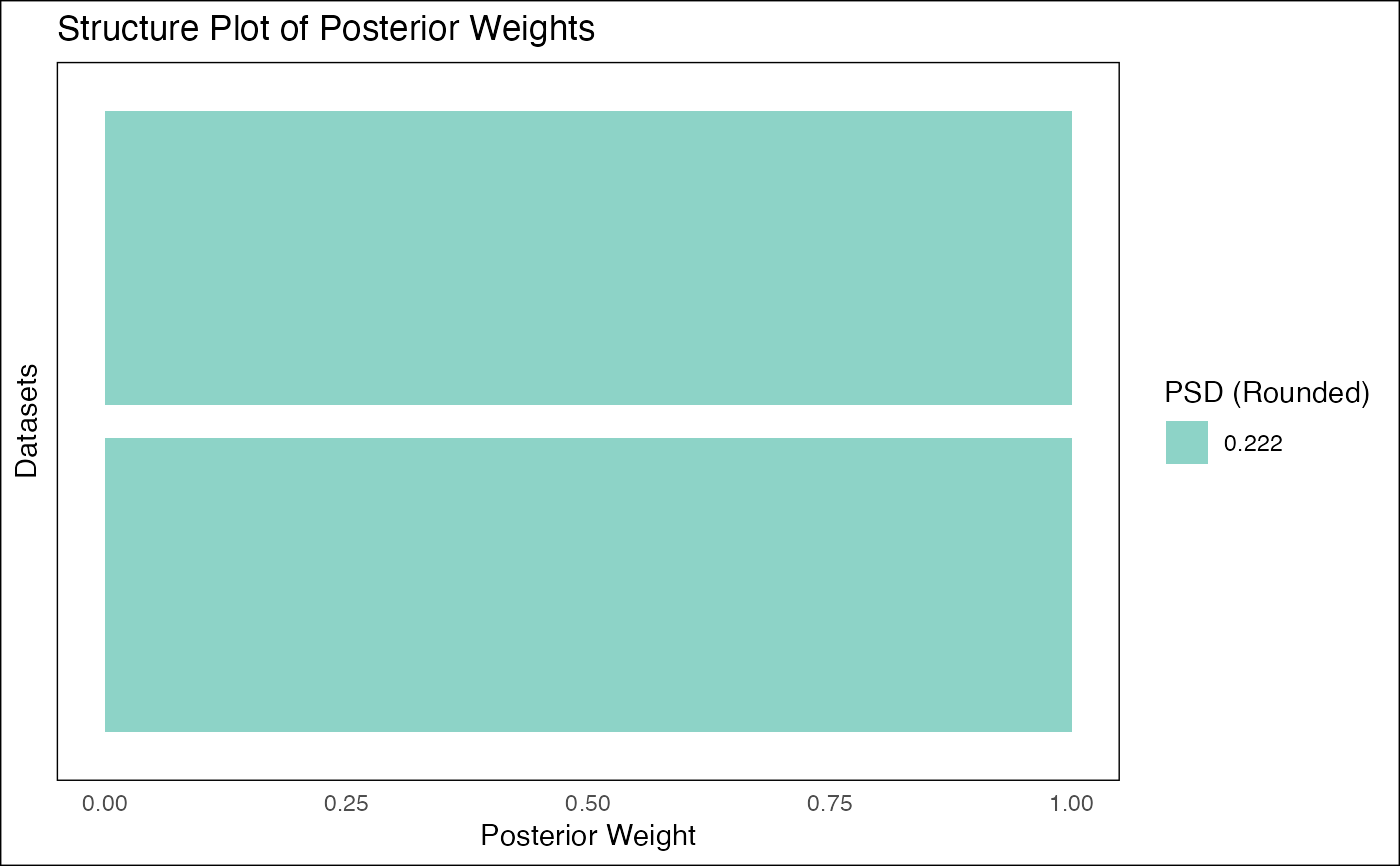 Structure Plot of Posterior Weights
Datasets
PSD (Rounded)
0.222
0.00 0.25 0.50 0.75 1.00
Posterior Weight